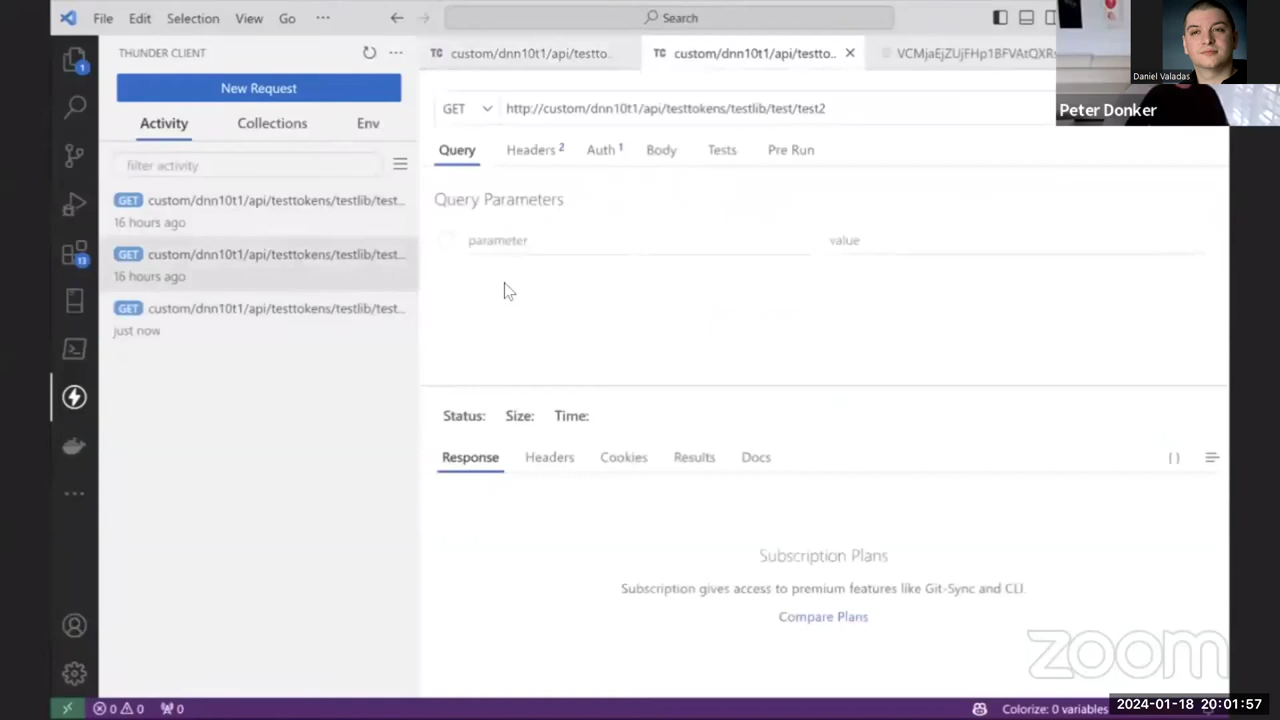 File Edit Selection View Go ··· Search
THUNDER CLIENT
New Request
Activity Collections Env
filter activity
GET custom/dnn10t1/api/testtokens/testlib/test...
16 hours ago
GET custom/dnn10t1/api/testtokens/testlib/test...
16 hours ago
GET custom/dnn10t1/api/testtokens/testlib/test...
just now
1
13
TC custom/dnn10t1/api/testto.
TC custom/dnn10t1/api/testto..
GET http://custom/dnn10t1/api/testtokens/testlib/test/test2
Query Headers 2 Auth 1 Body Tests Pre Run
Query Parameters
parameter value
Status: Size: Time:
Response Headers Cookies Results Docs
{ }
Subscription Plans
Subscription gives access to premium features like Git-Sync and CLI.
Compare Plans
0 0 0
Colorize: 0 variables
Daniel Valadas
Peter Donker
zoom
2024-01-18 20:01:57